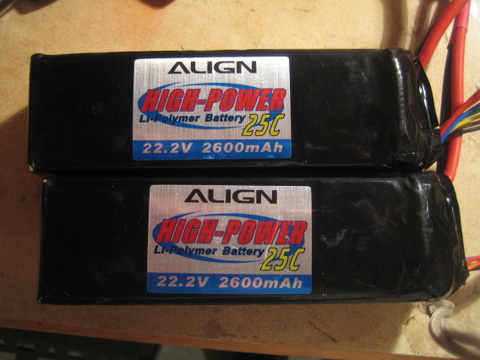 ALIGN
HIGH-POWER
Li-Polymer Battery 25C
22.2V 2600mAh
ALIGN
HIGH-POWER
Li-Polymer Battery 25C
22.2V 2600mAh